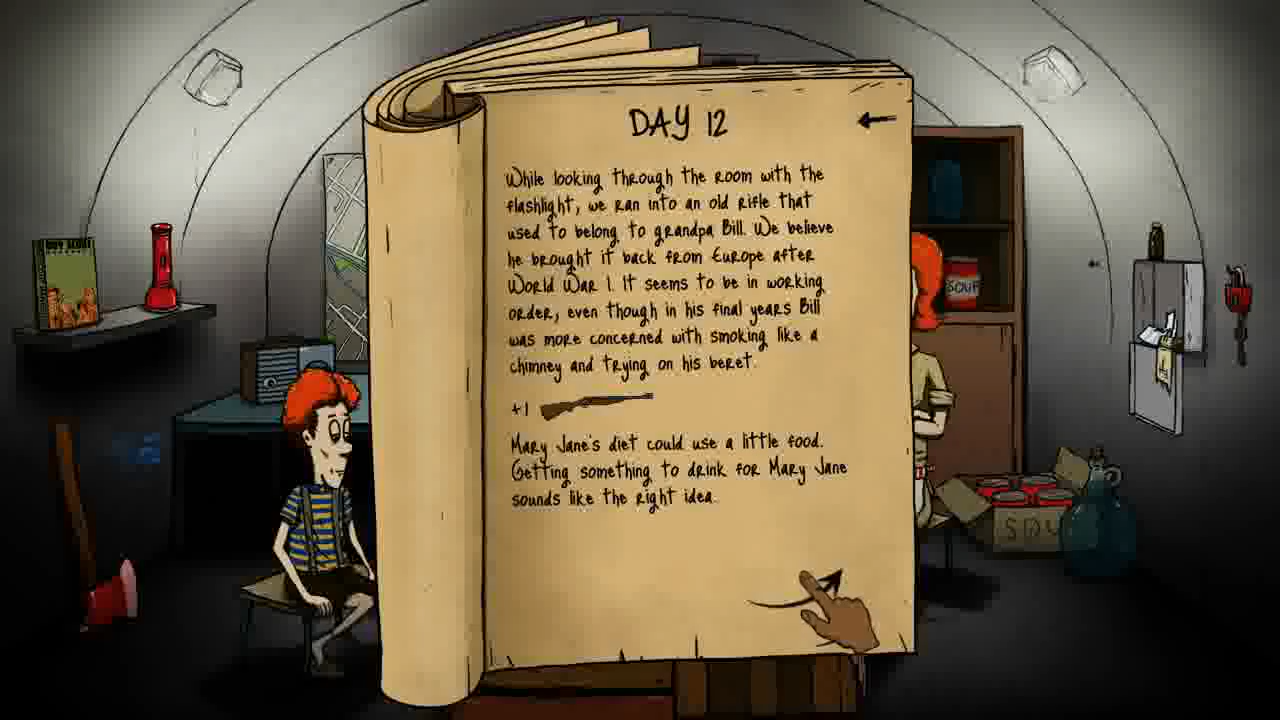 DAY 12
While looking through the room with the
flashlight, we ran into an old rifle that
used to belong to grandpa Bill. We believe
he brought it back from Europe after
World War 1. It seems to be in working
order, even though in his final years Bill
was more concerned with smoking like a
chimney and trying on his beret.
+1
Mary Jane's diet could use a little food.
Getting something to drink for Mary Jane
sounds like the right idea.
SOUP